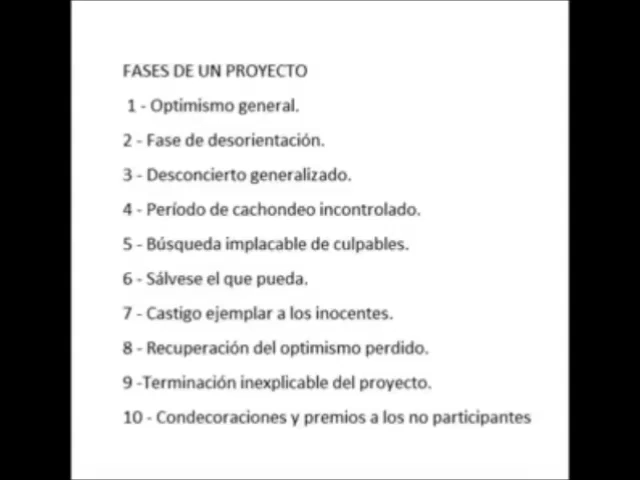 FASES DE UN PROYECTO
1 - Optimismo general.
2 - Fase de desorientación.
3 - Desconcierto generalizado.
4 - Período de cachondeo incontrolado.
5 - Búsqueda implacable de culpables.
6 - Sálvese el que pueda.
7 - Castigo ejemplar a los inocentes.
8 - Recuperación del optimismo perdido.
9 -Terminación inexplicable del proyecto.
10 - Condecoraciones y premios a los no participantes